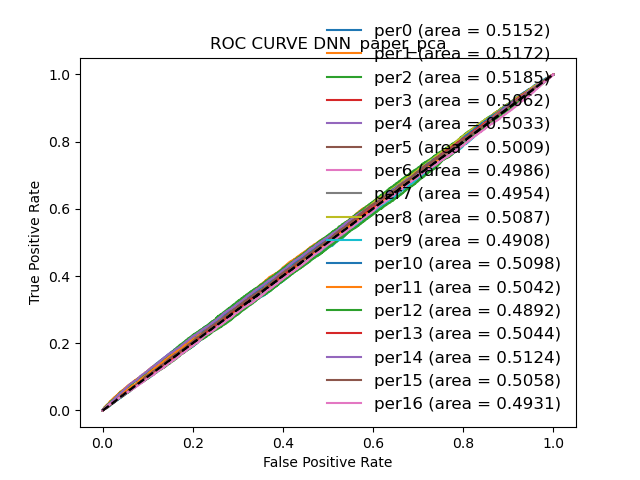 ROC CURVE DNN_paper_pca
per0 (area = 0.5152)
per1 (area = 0.5172)
per2 (area = 0.5185)
per3 (area = 0.5062)
per4 (area = 0.5033)
per5 (area = 0.5009)
per6 (area = 0.4986)
per7 (area = 0.4954)
per8 (area = 0.5087)
per9 (area = 0.4908)
per10 (area = 0.5098)
per11 (area = 0.5042)
per12 (area = 0.4892)
per13 (area = 0.5044)
per14 (area = 0.5124)
per15 (area = 0.5058)
per16 (area = 0.4931)
True Positive Rate
1.0
0.8
0.6
0.4
0.2
0.0
0.0 0.2 0.4 0.6 0.8 1.0
False Positive Rate